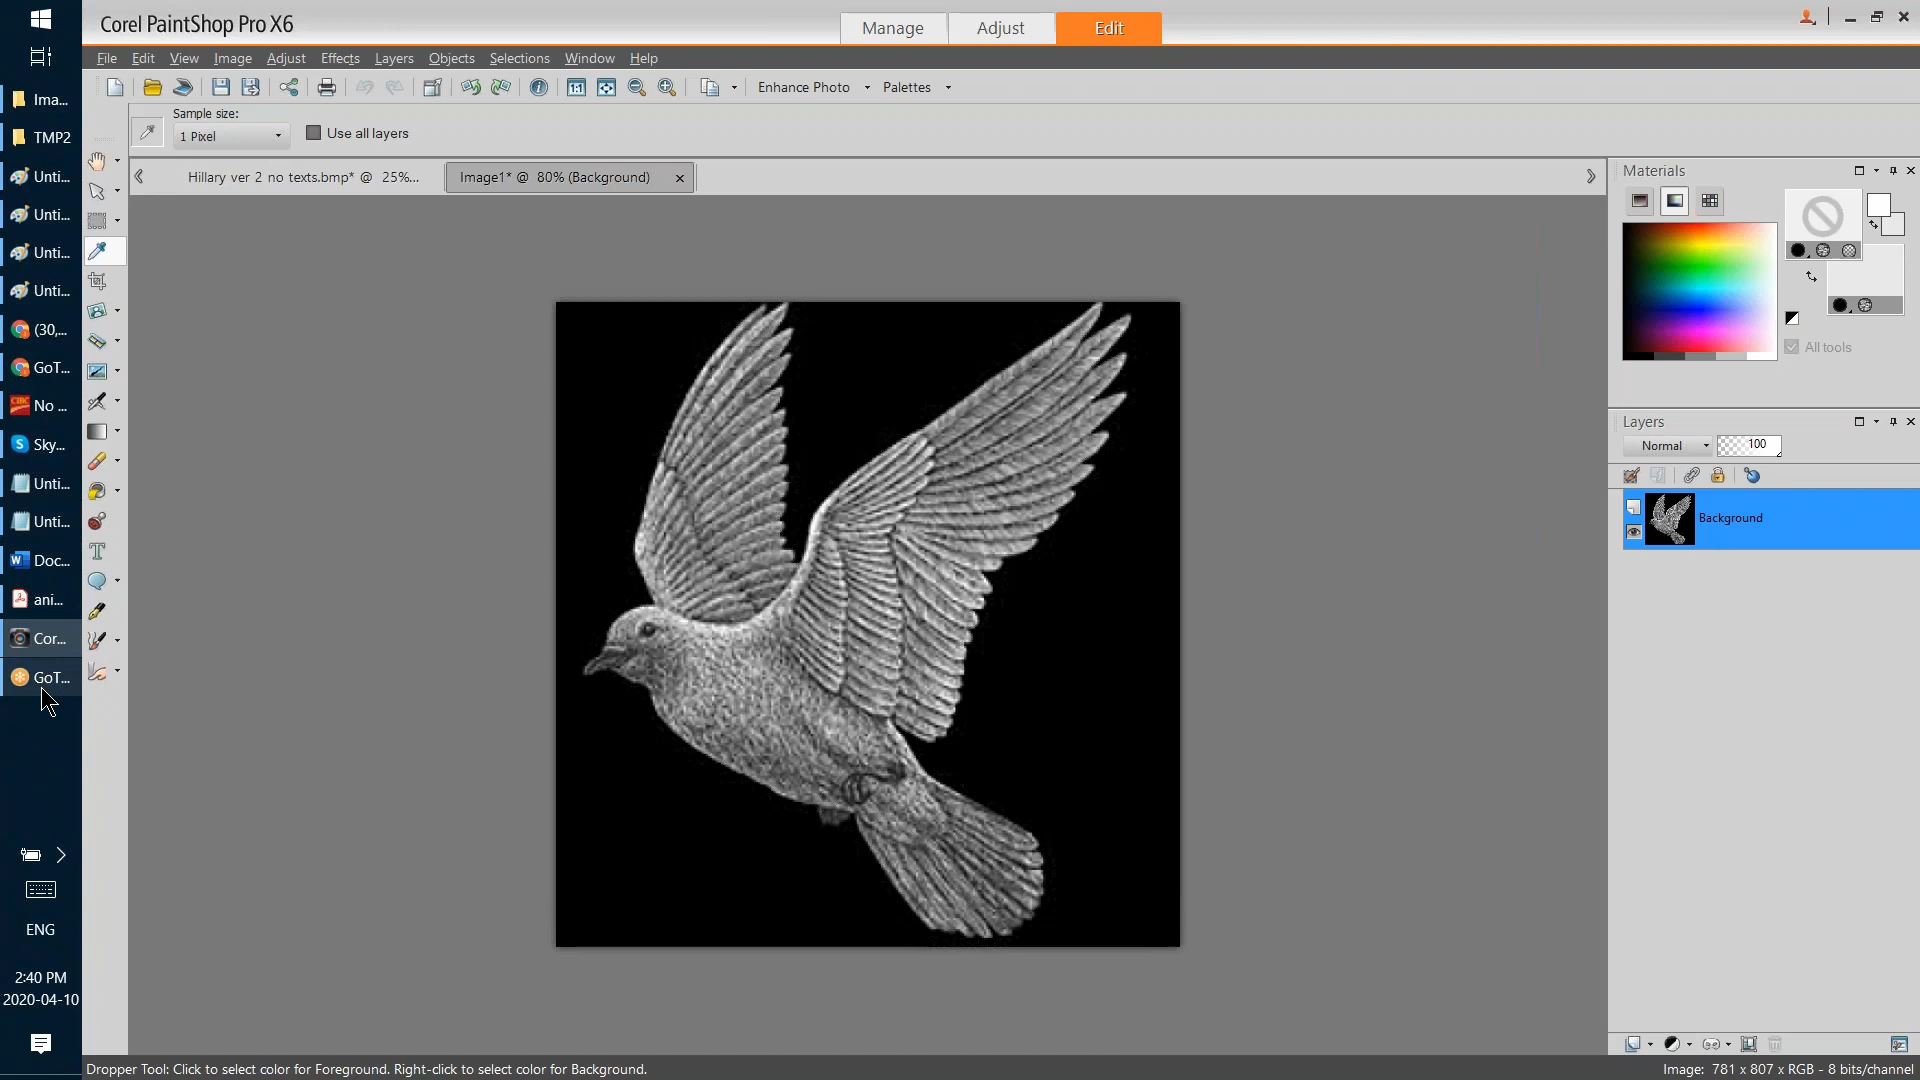 Corel PaintShop Pro X6
Manage
Adjust
Edit
File
Edit
View
Image
Adjust
Effects
Layers
Objects
Selections
Window
Help
Enhance Photo
Palettes
Sample size:
1 Pixel
Use all layers
Hillary ver 2 no texts.bmp* @ 25%...
Image1* @ 80% (Background)
Materials
All tools
Layers
Normal
100
Background
Ima...
TMP2
Unti...
Unti...
Unti...
Unti...
(30,...
GoT...
CIBC
No ...
Sky...
Unti...
Unti...
Doc...
ani...
Cor...
GoT...
ENG
2:40 PM
2020-04-10
Dropper Tool: Click to select color for Foreground. Right-click to select color for Background.
Image: 781 x 807 x RGB - 8 bits/channel